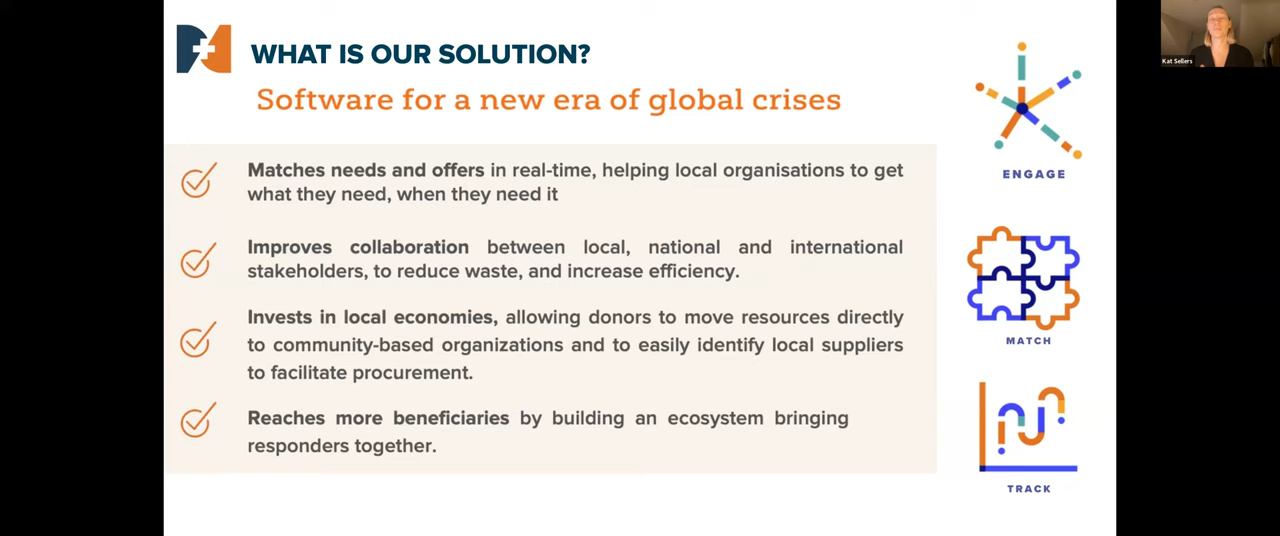 WHAT IS OUR SOLUTION?
Software for a new era of global crises
Matches needs and offers in real-time, helping local organisations to get
what they need, when they need it
Improves collaboration between local, national and international
stakeholders, to reduce waste, and increase efficiency.
Invests in local economies, allowing donors to move resources directly
to community-based organizations and to easily identify local suppliers
to facilitate procurement.
Reaches more beneficiaries by building an ecosystem bringing
responders together.
ENGAGE
MATCH
TRACK
Kat Sellers